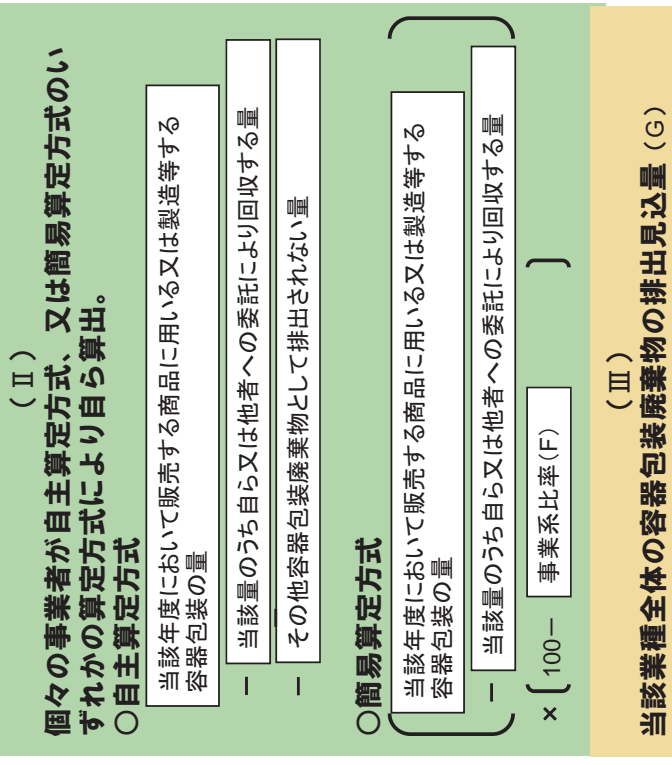 （Ⅱ）
個々の事業者が自主算定方式、又は簡易算定方式のい
ずれかの算定方式により自ら算出。
○自主算定方式
当該年度において販売する商品に用いる又は製造等する
容器包装の量
－ 当該量のうち自ら又は他者への委託により回収する量
－ その他容器包装廃棄物として排出されない量
○簡易算定方式
当該年度において販売する商品に用いる又は製造等する
容器包装の量
－ 当該量のうち自ら又は他者への委託により回収する量
×〔100－ 事業系比率(F) 〕
（Ⅲ）
当該業種全体の容器包装廃棄物の排出見込量（G）